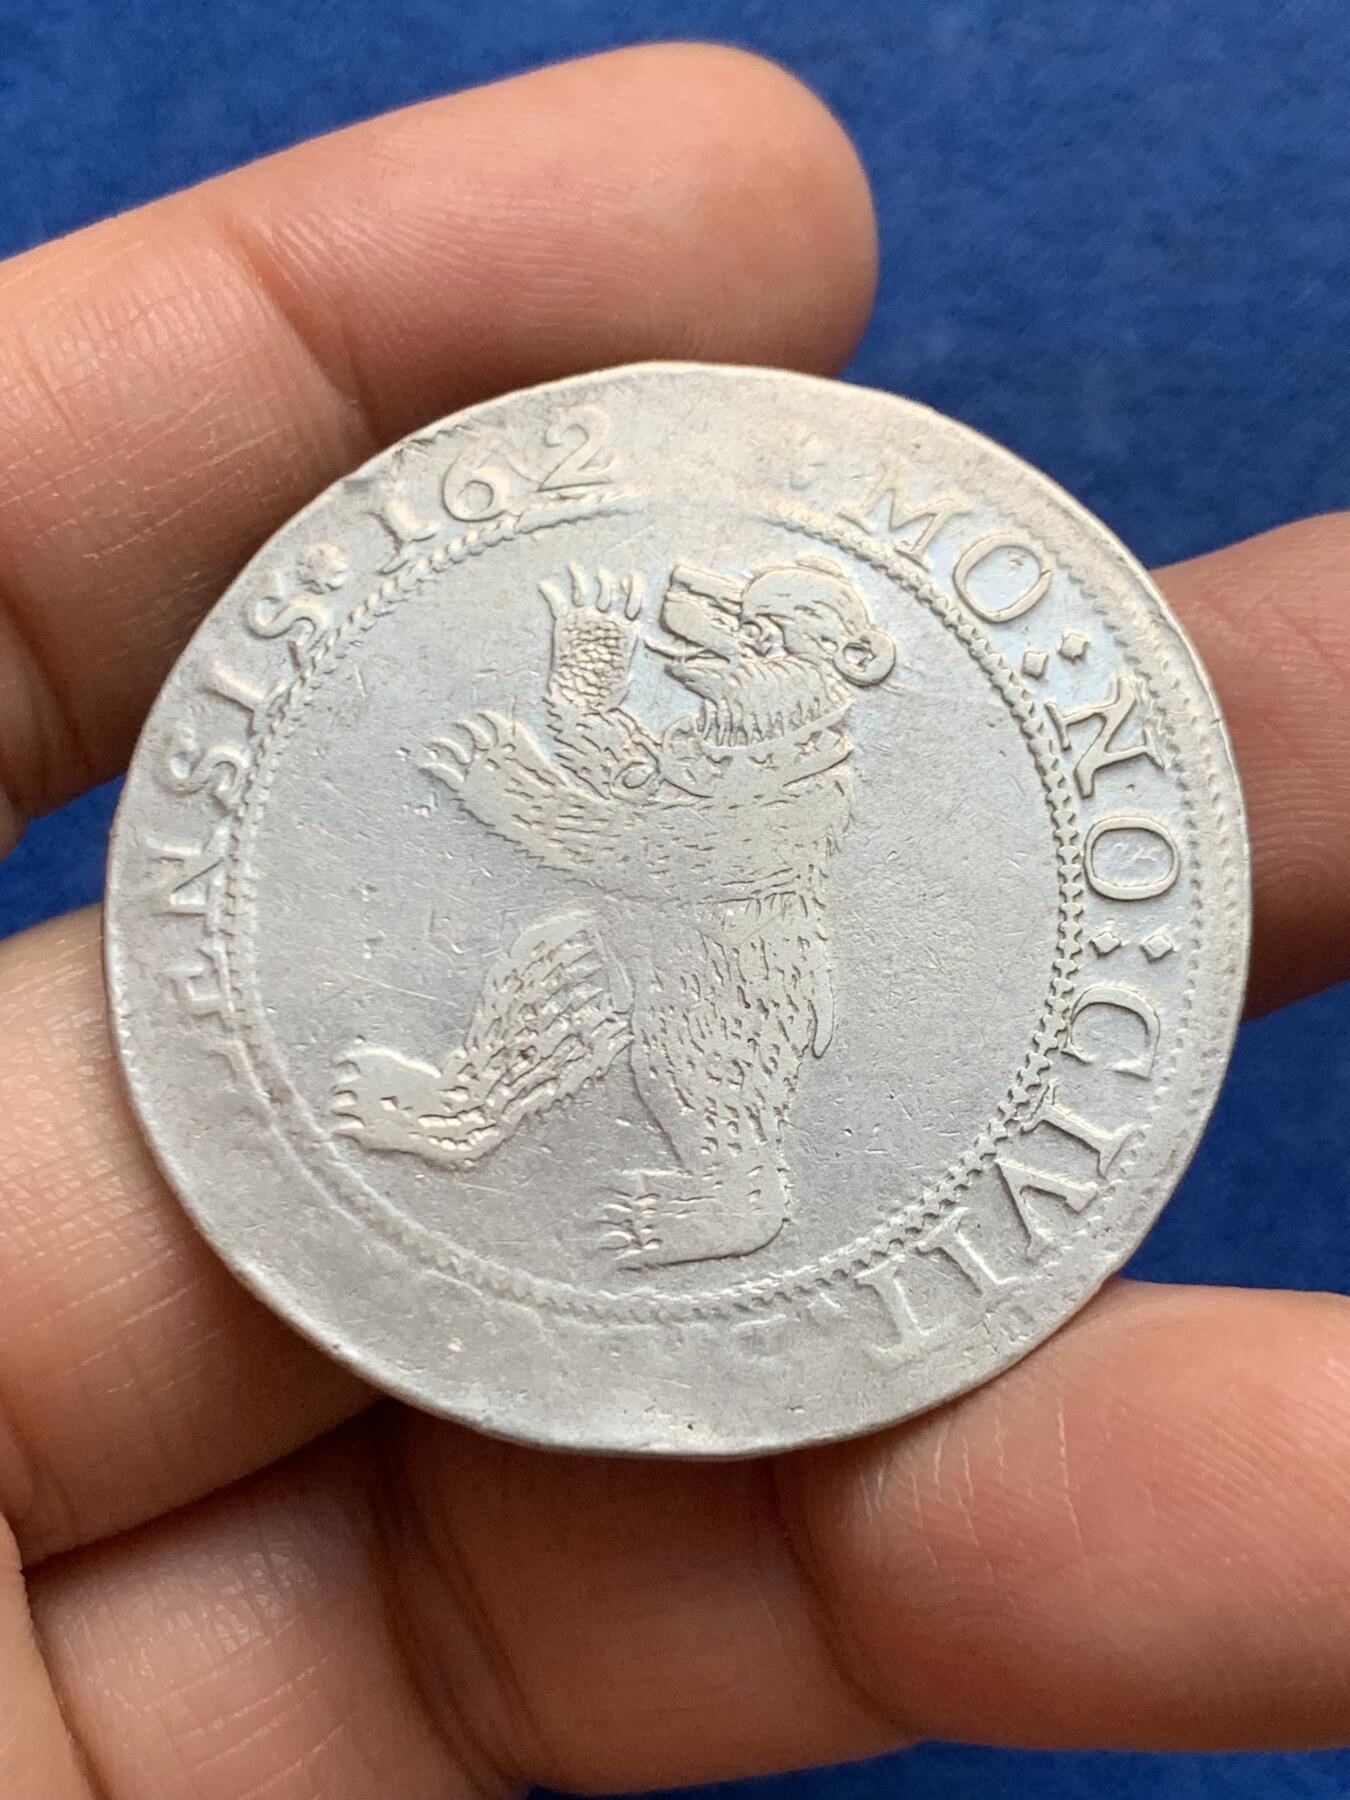 MO : NO : CIVIT
ENSIS • 162